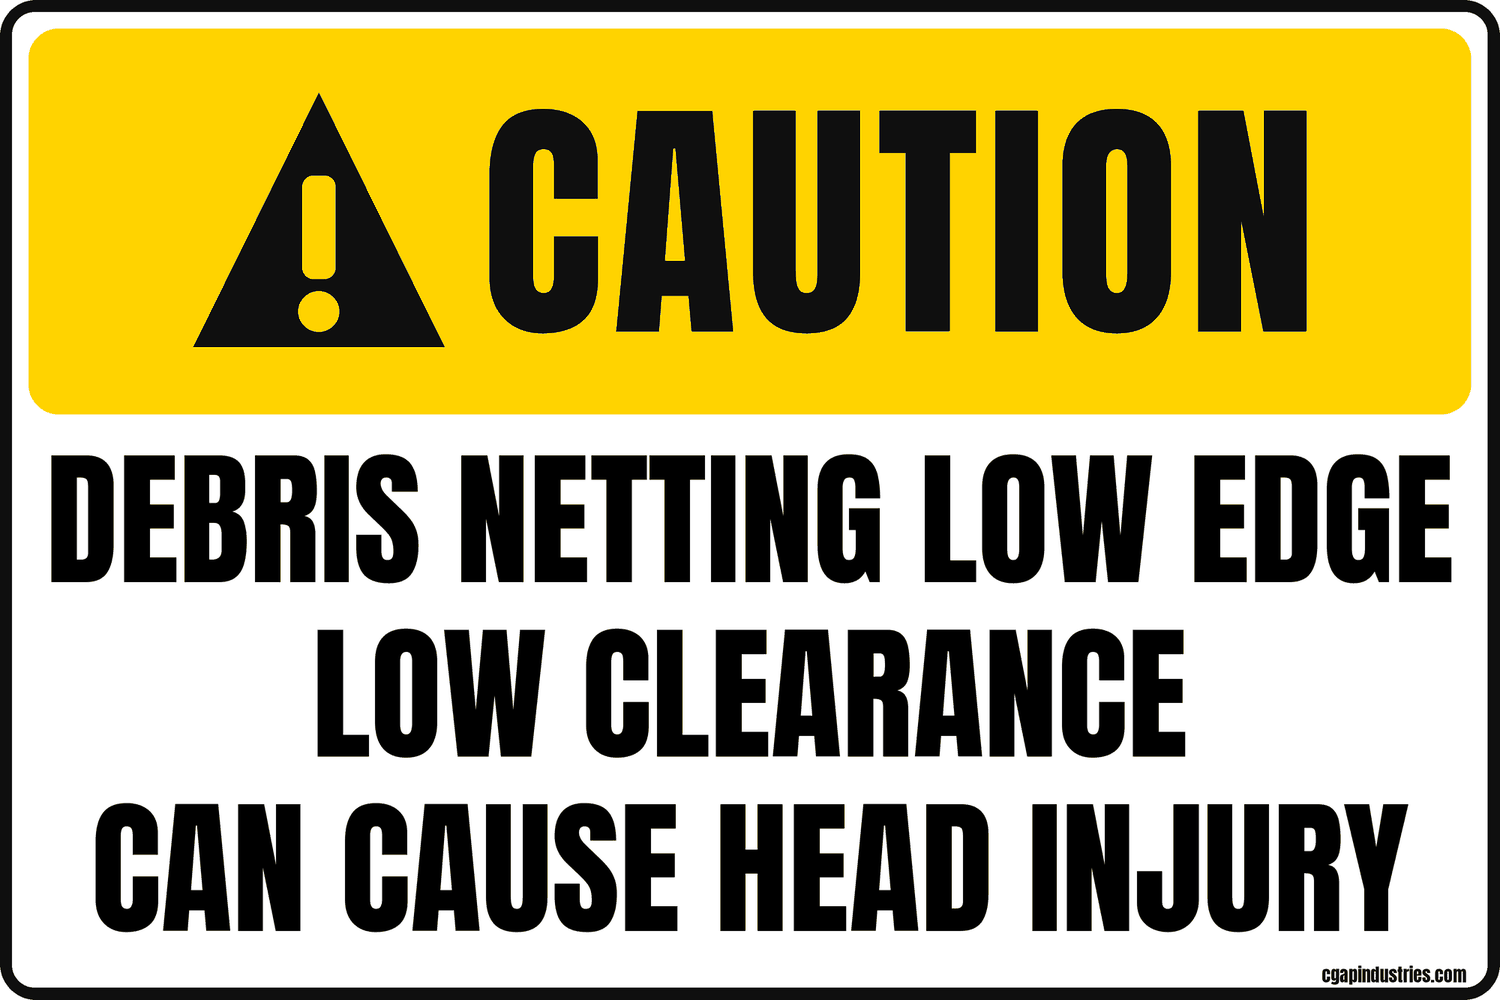 CAUTION
DEBRIS NETTING LOW EDGE
LOW CLEARANCE
CAN CAUSE HEAD INJURY
cgapindustries.com